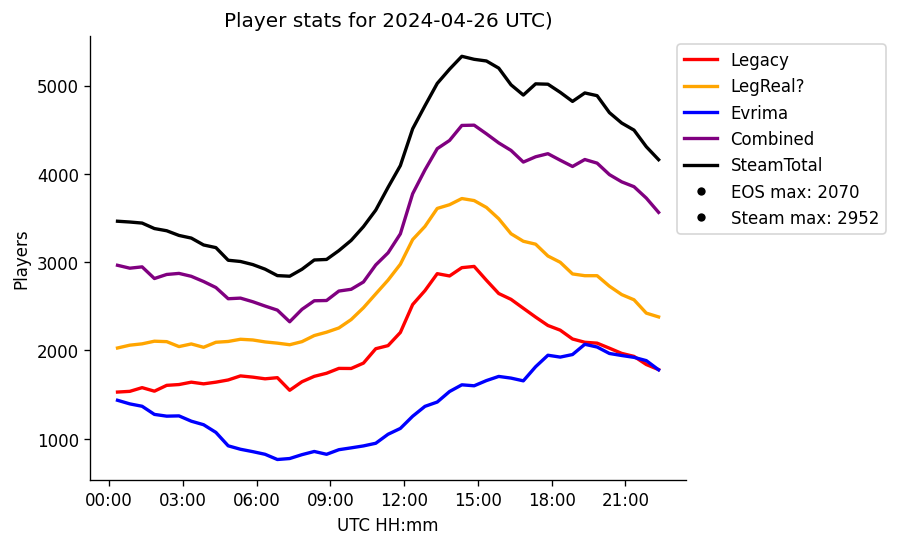 Player stats for 2024-04-26 UTC)
Legacy
LegReal?
Evrima
Combined
SteamTotal
EOS max: 2070
Steam max: 2952
Players
5000
4000
3000
2000
1000
00:00 03:00 06:00 09:00 12:00 15:00 18:00 21:00
UTC HH:mm